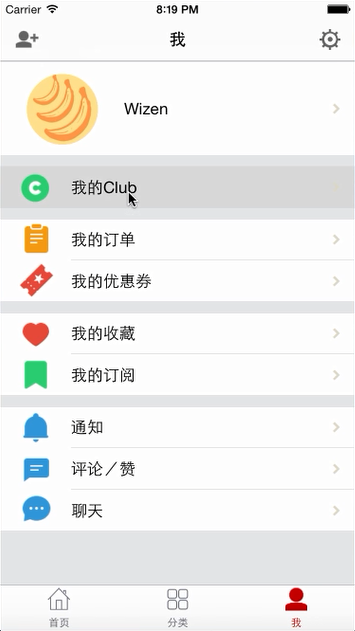 Carrier 8:19 PM
我
Wizen
我的Club
我的订单
我的优惠券
我的收藏
我的订阅
通知
评论／赞
聊天
首页 分类 我